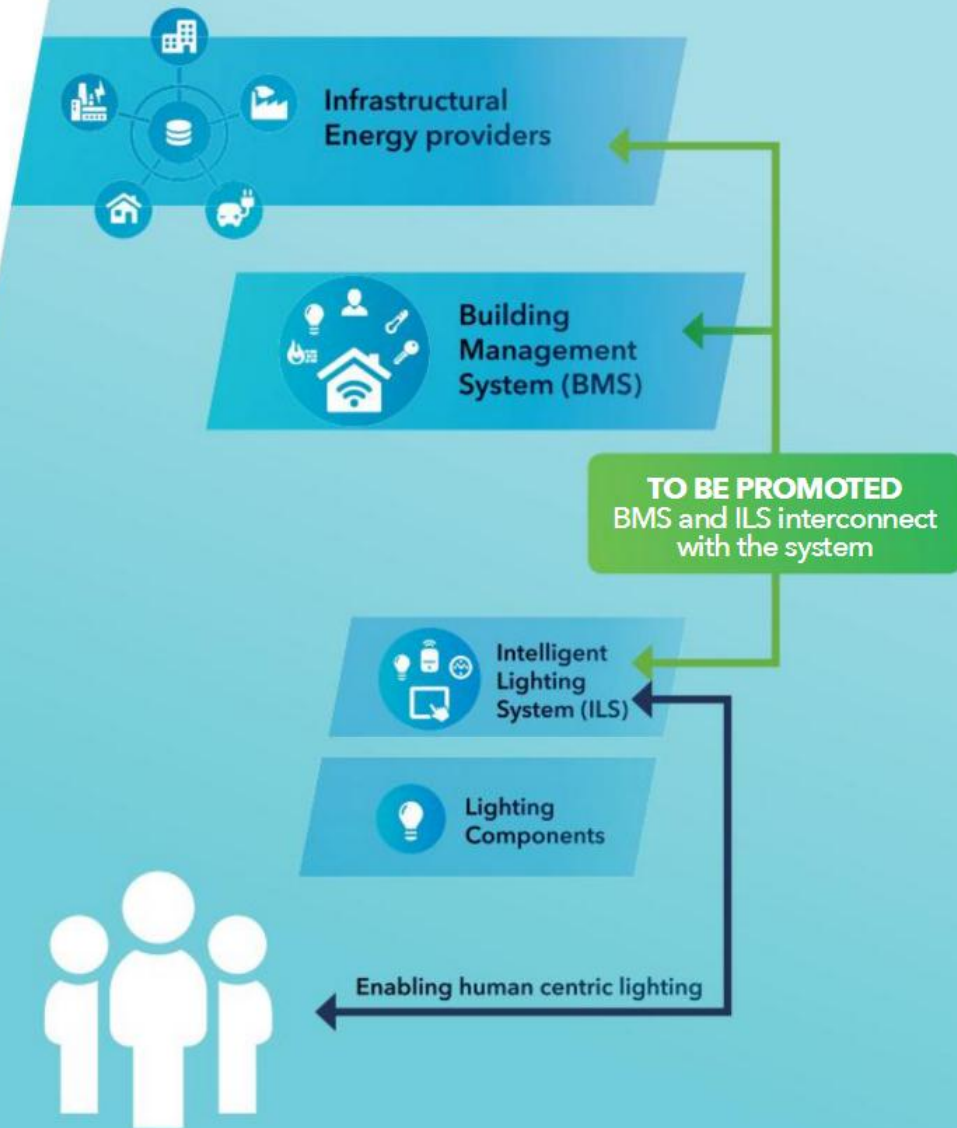 Infrastructural
Energy providers
Building
Management
System (BMS)
TO BE PROMOTED
BMS and ILS interconnect
with the system
Intelligent
Lighting
System (ILS)
Lighting
Components
Enabling human centric lighting